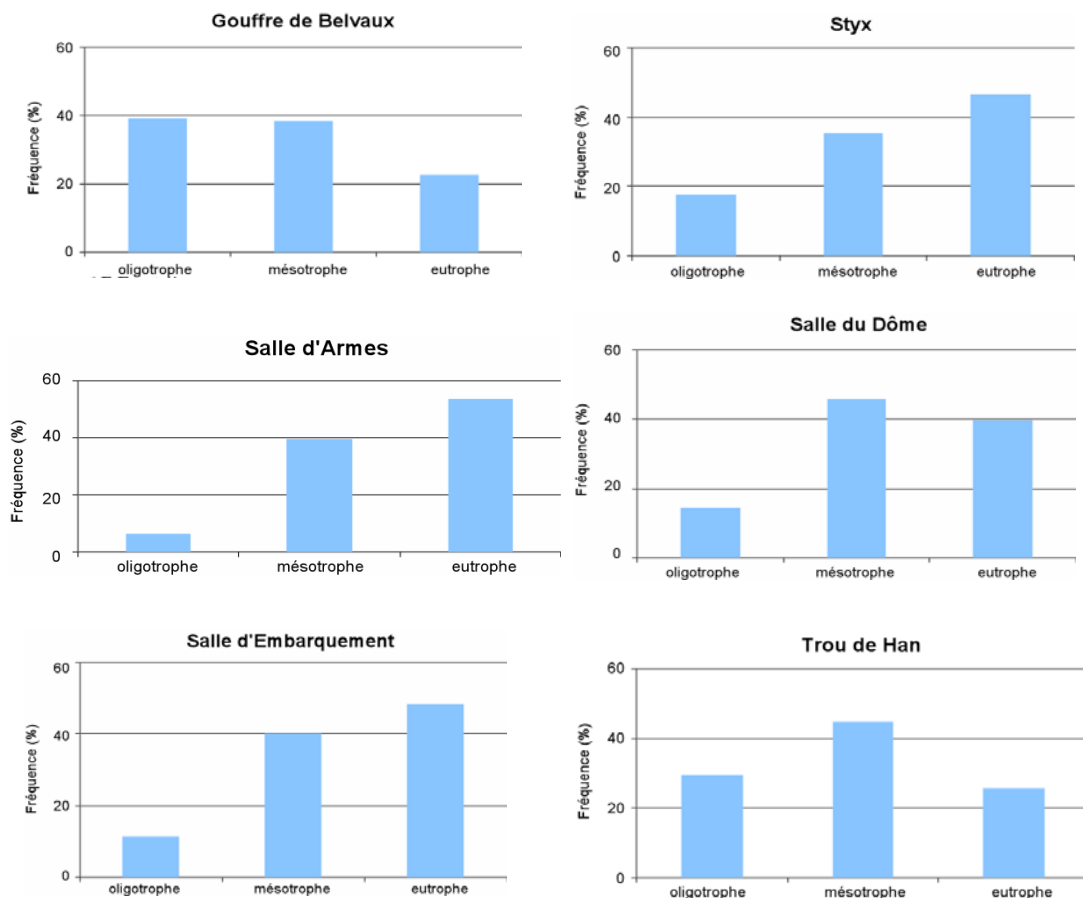 Gouffre de Belvaux
Fréquence (%)
60
40
20
0
oligotrophe mésotrophe eutrophe
Styx
Fréquence (%)
60
40
20
0
oligotrophe mésotrophe eutrophe
Salle d'Armes
Fréquence (%)
60
40
20
0
oligotrophe mésotrophe eutrophe
Salle du Dôme
Fréquence (%)
60
40
20
0
oligotrophe mésotrophe eutrophe
Salle d'Embarquement
Fréquence (%)
60
40
20
0
oligotrophe mésotrophe eutrophe
Trou de Han
Fréquence (%)
60
40
20
0
oligotrophe mésotrophe eutrophe